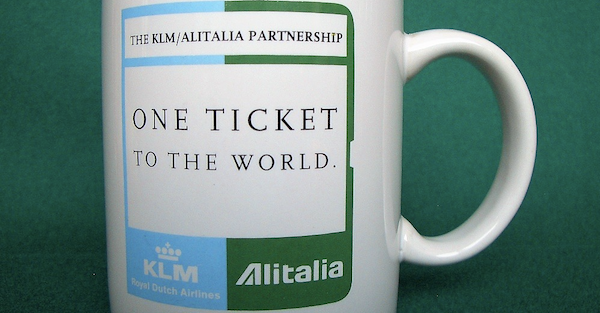 THE KLM/ALITALIA PARTNERSHIP
ONE TICKET
TO THE WORLD.
KLM
Royal Dutch Airlines
Alitalia